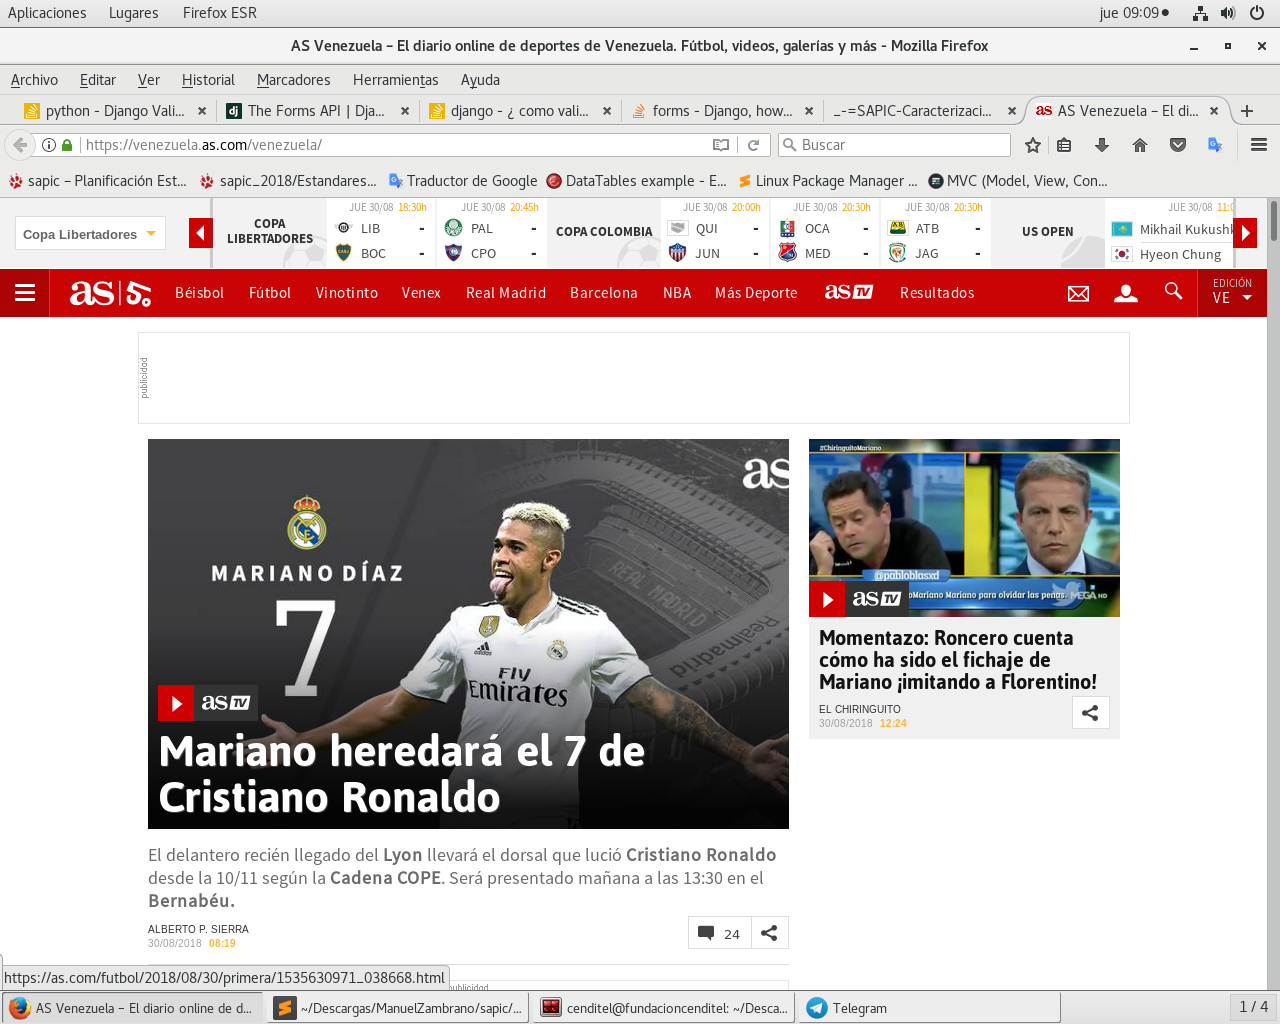 Aplicaciones Lugares Firefox ESR jue 09:09
AS Venezuela – El diario online de deportes de Venezuela. Fútbol, videos, galerías y más - Mozilla Firefox
Archivo Editar Ver Historial Marcadores Herramientas Ayuda
python - Django Vali... The Forms API | Dja... django - ¿ como vali... forms - Django, how... _-=SAPIC-Caracterizaci... AS Venezuela – El di...
https://venezuela.as.com/venezuela/ Buscar
sapic – Planificación Est... sapic_2018/Estandares... Traductor de Google DataTables example - E... Linux Package Manager ... MVC (Model, View, Con...
Copa Libertadores
COPA LIBERTADORES
JUE 30/08 18:30h
LIB -
BOC -
JUE 30/08 20:45h
PAL -
CPO -
COPA COLOMBIA
JUE 30/08 20:00h
QUI -
JUN -
JUE 30/08 20:30h
OCA -
MED -
JUE 30/08 20:30h
ATB -
JAG -
US OPEN
JUE 30/08 11:0
Mikhail Kukushk
Hyeon Chung
as Béisbol Fútbol Vinotinto Venex Real Madrid Barcelona NBA Más Deporte as TV Resultados
EDICIÓN
VE
publicidad
as
MARIANO DÍAZ
7
Fly
Emirates
adidas
REAL MADRID
Realmadrid
as TV
Mariano heredará el 7 de
Cristiano Ronaldo
El delantero recién llegado del Lyon llevará el dorsal que lució Cristiano Ronaldo
desde la 10/11 según la Cadena COPE. Será presentado mañana a las 13:30 en el
Bernabéu.
ALBERTO P. SIERRA
30/08/2018 08:19
24
#ChiringuitoMariano
@pabloblasxd
oMariano Mariano para olvidar las penas.
MEGA HD
as TV
Momentazo: Roncero cuenta
cómo ha sido el fichaje de
Mariano ¡imitando a Florentino!
EL CHIRINGUITO
30/08/2018 12:24
publicidad
https://as.com/futbol/2018/08/30/primera/1535630971_038668.html
AS Venezuela – El diario online de d... ~/Descargas/ManuelZambrano/sapic/... cenditel@fundacioncenditel: ~/Desca... Telegram 1 / 4